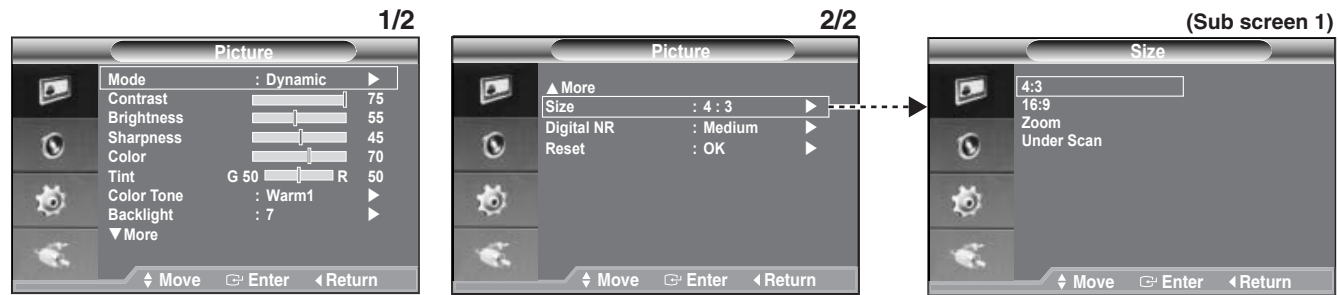 1/2
Picture
Mode : Dynamic ▶
Contrast 75
Brightness 55
Sharpness 45
Color 70
Tint G 50 R 50
Color Tone : Warm1 ▶
Backlight : 7 ▶
▼More
Move Enter Return
2/2
Picture
▲More
Size : 4 : 3 ▶
Digital NR : Medium ▶
Reset : OK ▶
Move Enter Return
(Sub screen 1)
Size
4:3
16:9
Zoom
Under Scan
Move Enter Return